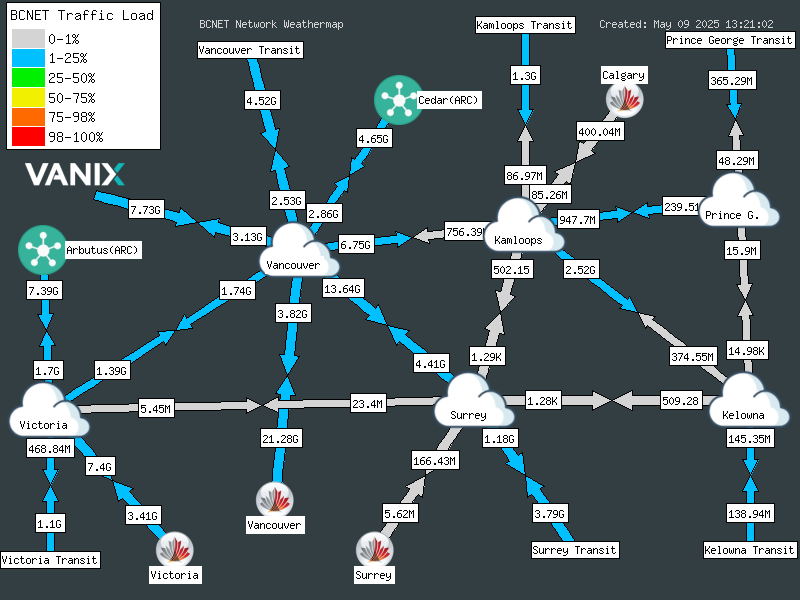 BCNET Traffic Load
0-1%
1-25%
25-50%
50-75%
75-98%
98-100%
BCNET Network Weathermap
Created: May 09 2025 13:21:02
Kamloops Transit
Prince George Transit
Vancouver Transit
Calgary
1.3G
365.29M
4.52G
Cedar(ARC)
4.65G
400.04M
48.29M
VANIX
86.97M
85.26M
2.53G
2.86G
7.73G
947.7M
239.51
Prince G.
3.13G
6.75G
756.39
Kamloops
Arbutus(ARC)
15.9M
Vancouver
502.15
2.52G
7.39G
1.74G
13.64G
3.82G
14.98K
1.29K
374.55M
4.41G
1.7G
1.39G
5.45M
23.4M
1.28K
509.28
Surrey
Kelowna
Victoria
21.28G
1.18G
145.35M
468.84M
7.4G
166.43M
5.62M
3.79G
138.94M
3.41G
1.1G
Vancouver
Victoria Transit
Victoria
Surrey
Surrey Transit
Kelowna Transit